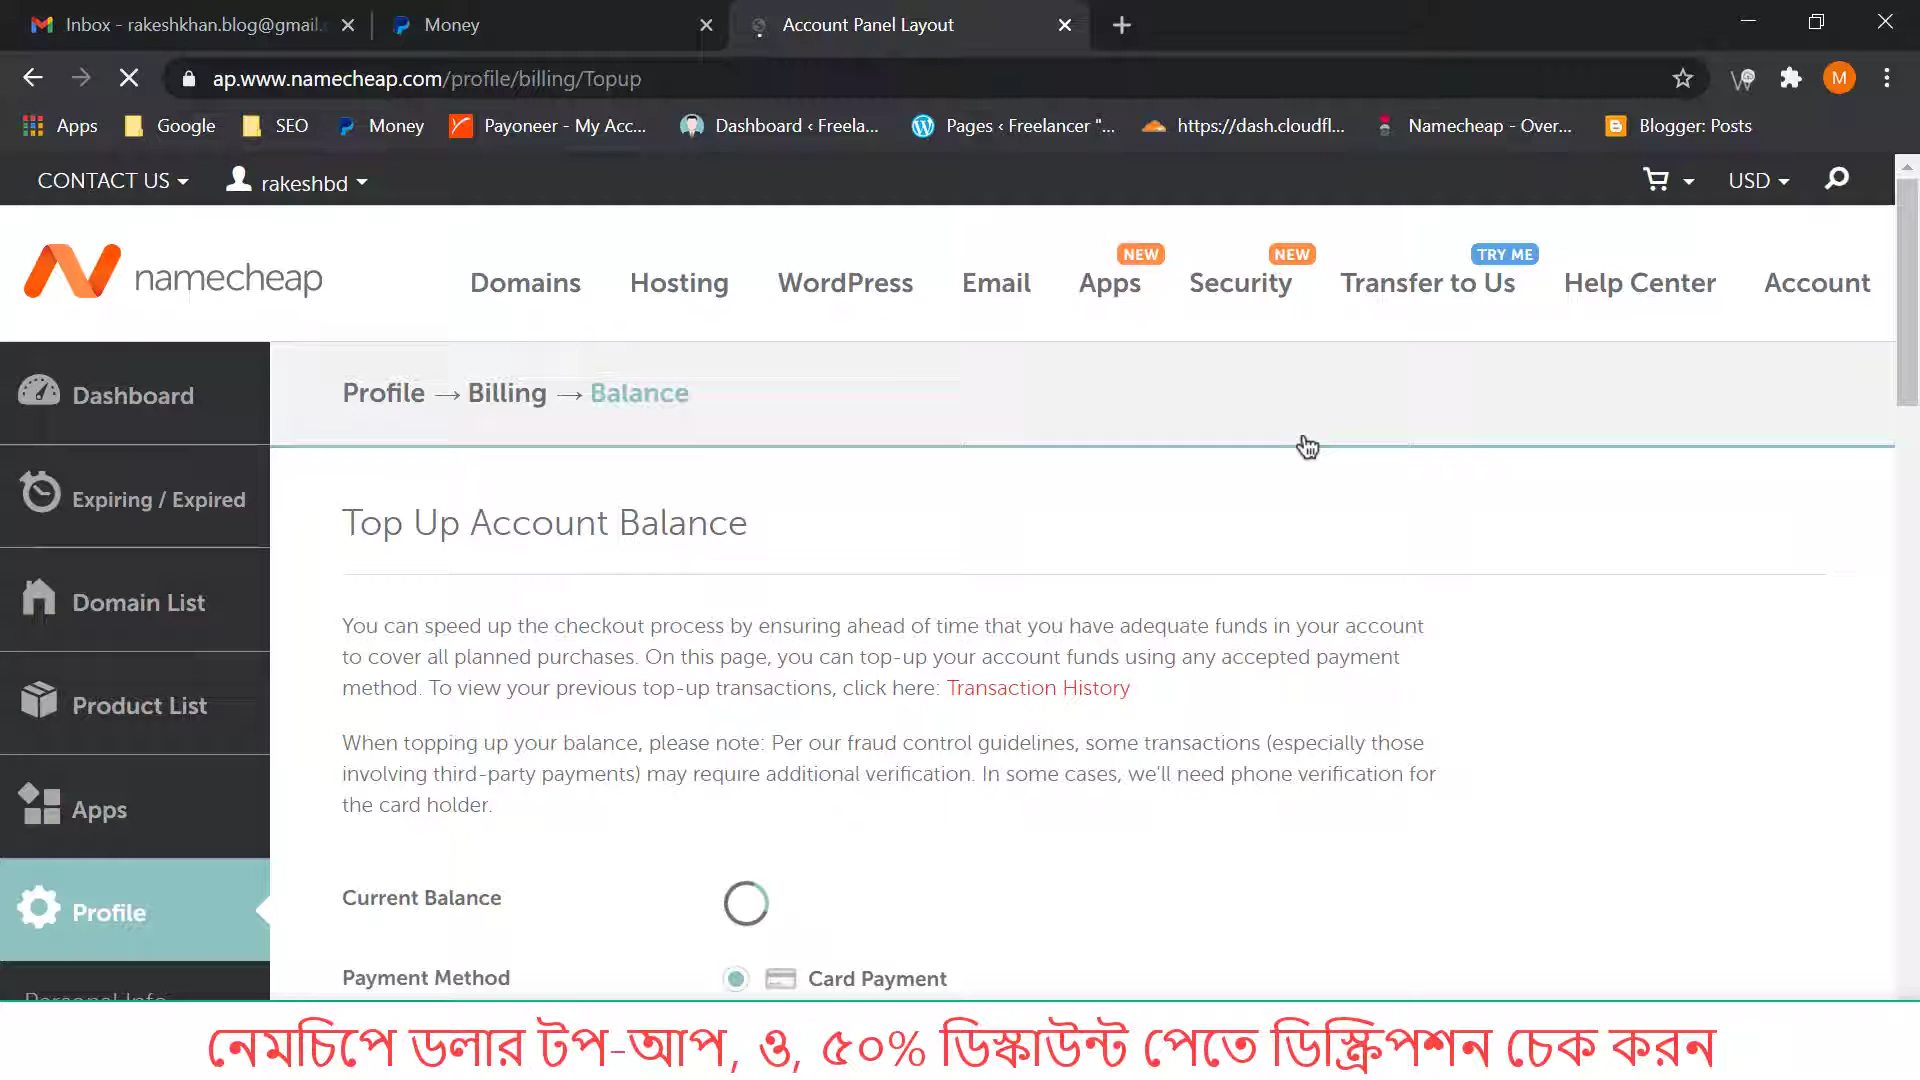 Inbox - rakeshkhan.blog@gmail.
Money
Account Panel Layout
ap.www.namecheap.com/profile/billing/Topup
M
Apps
Google
SEO
Money
Payoneer - My Acc...
Dashboard ‹ Freela...
Pages ‹ Freelancer "...
https://dash.cloudfl...
Namecheap - Over...
Blogger: Posts
CONTACT US
rakeshbd
USD
namecheap
Domains
Hosting
WordPress
Email
Apps NEW
Security NEW
Transfer to Us TRY ME
Help Center
Account
Dashboard
Expiring / Expired
Domain List
Product List
Apps
Profile
Personal Info
Profile → Billing → Balance
Top Up Account Balance
You can speed up the checkout process by ensuring ahead of time that you have adequate funds in your account
to cover all planned purchases. On this page, you can top-up your account funds using any accepted payment
method. To view your previous top-up transactions, click here: Transaction History
When topping up your balance, please note: Per our fraud control guidelines, some transactions (especially those
involving third-party payments) may require additional verification. In some cases, we'll need phone verification for
the card holder.
Current Balance
Payment Method
Card Payment
নেমচিপে ডলার টপ-আপ, ও, ৫০% ডিস্কাউন্ট পেতে ডিস্ক্রিপশন চেক করন